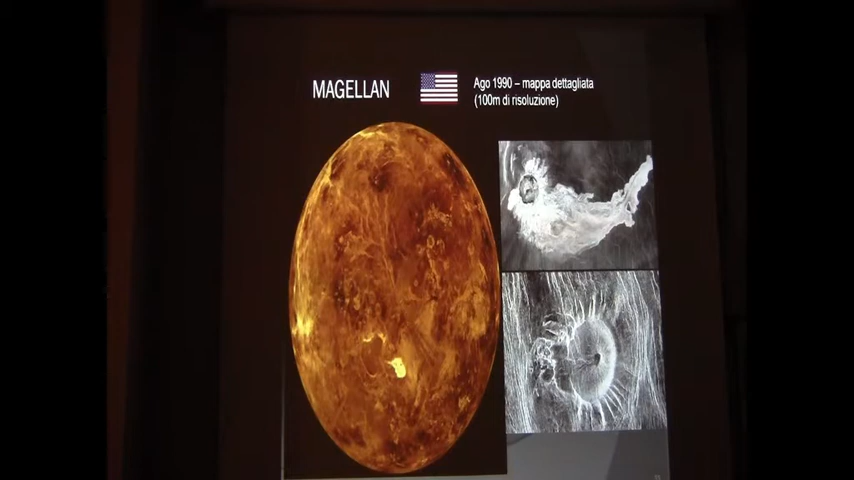 MAGELLAN
Ago 1990 – mappa dettagliata
(100m di risoluzione)